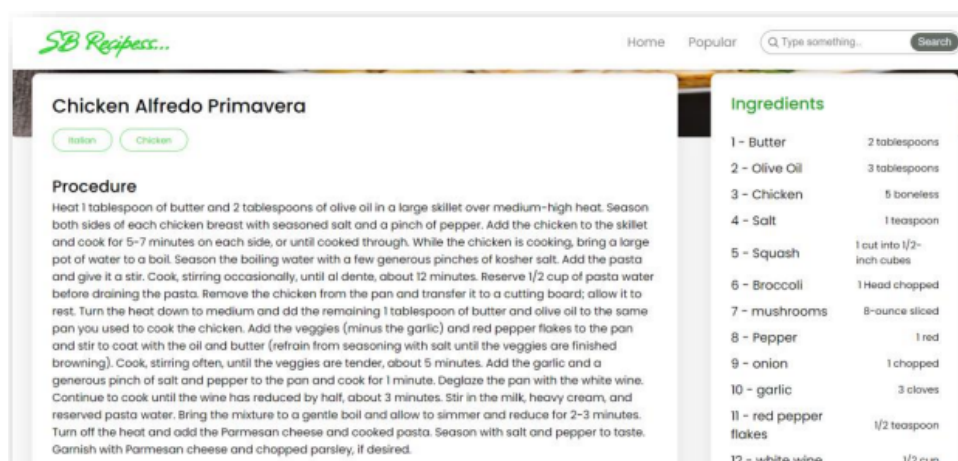 SB Recipess...
Home Popular Type something... Search
Chicken Alfredo Primavera
Italian Chicken
Procedure
Heat 1 tablespoon of butter and 2 tablespoons of olive oil in a large skillet over medium-high heat. Season
both sides of each chicken breast with seasoned salt and a pinch of pepper. Add the chicken to the skillet
and cook for 5-7 minutes on each side, or until cooked through. While the chicken is cooking, bring a large
pot of water to a boil. Season the boiling water with a few generous pinches of kosher salt. Add the pasta
and give it a stir. Cook, stirring occasionally, until al dente, about 12 minutes. Reserve 1/2 cup of pasta water
before draining the pasta. Remove the chicken from the pan and transfer it to a cutting board; allow it to
rest. Turn the heat down to medium and dd the remaining 1 tablespoon of butter and olive oil to the same
pan you used to cook the chicken. Add the veggies (minus the garlic) and red pepper flakes to the pan
and stir to coat with the oil and butter (refrain from seasoning with salt until the veggies are finished
browning). Cook, stirring often, until the veggies are tender, about 5 minutes. Add the garlic and a
generous pinch of salt and pepper to the pan and cook for 1 minute. Deglaze the pan with the white wine.
Continue to cook until the wine has reduced by half, about 3 minutes. Stir in the milk, heavy cream, and
reserved pasta water. Bring the mixture to a gentle boil and allow to simmer and reduce for 2-3 minutes.
Turn off the heat and add the Parmesan cheese and cooked pasta. Season with salt and pepper to taste.
Garnish with Parmesan cheese and chopped parsley, if desired.
Ingredients
1 - Butter 2 tablespoons
2 - Olive Oil 3 tablespoons
3 - Chicken 5 boneless
4 - Salt 1 teaspoon
5 - Squash 1 cut into 1/2-
inch cubes
6 - Broccoli 1 Head chopped
7 - mushrooms 8-ounce sliced
8 - Pepper 1 red
9 - onion 1 chopped
10 - garlic 3 cloves
11 - red pepper
flakes 1/2 teaspoon
12 - white wine 1/2 cup